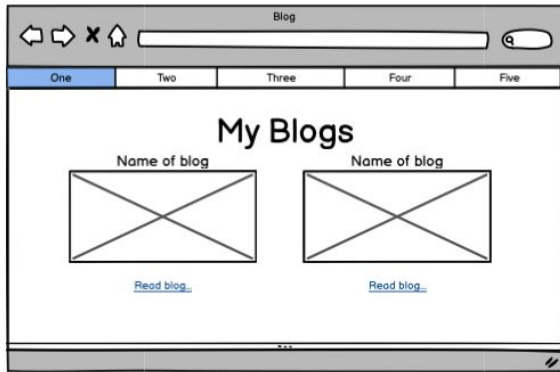 Blog
One Two Three Four Five
My Blogs
Name of blog Name of blog
Read blog... Read blog...